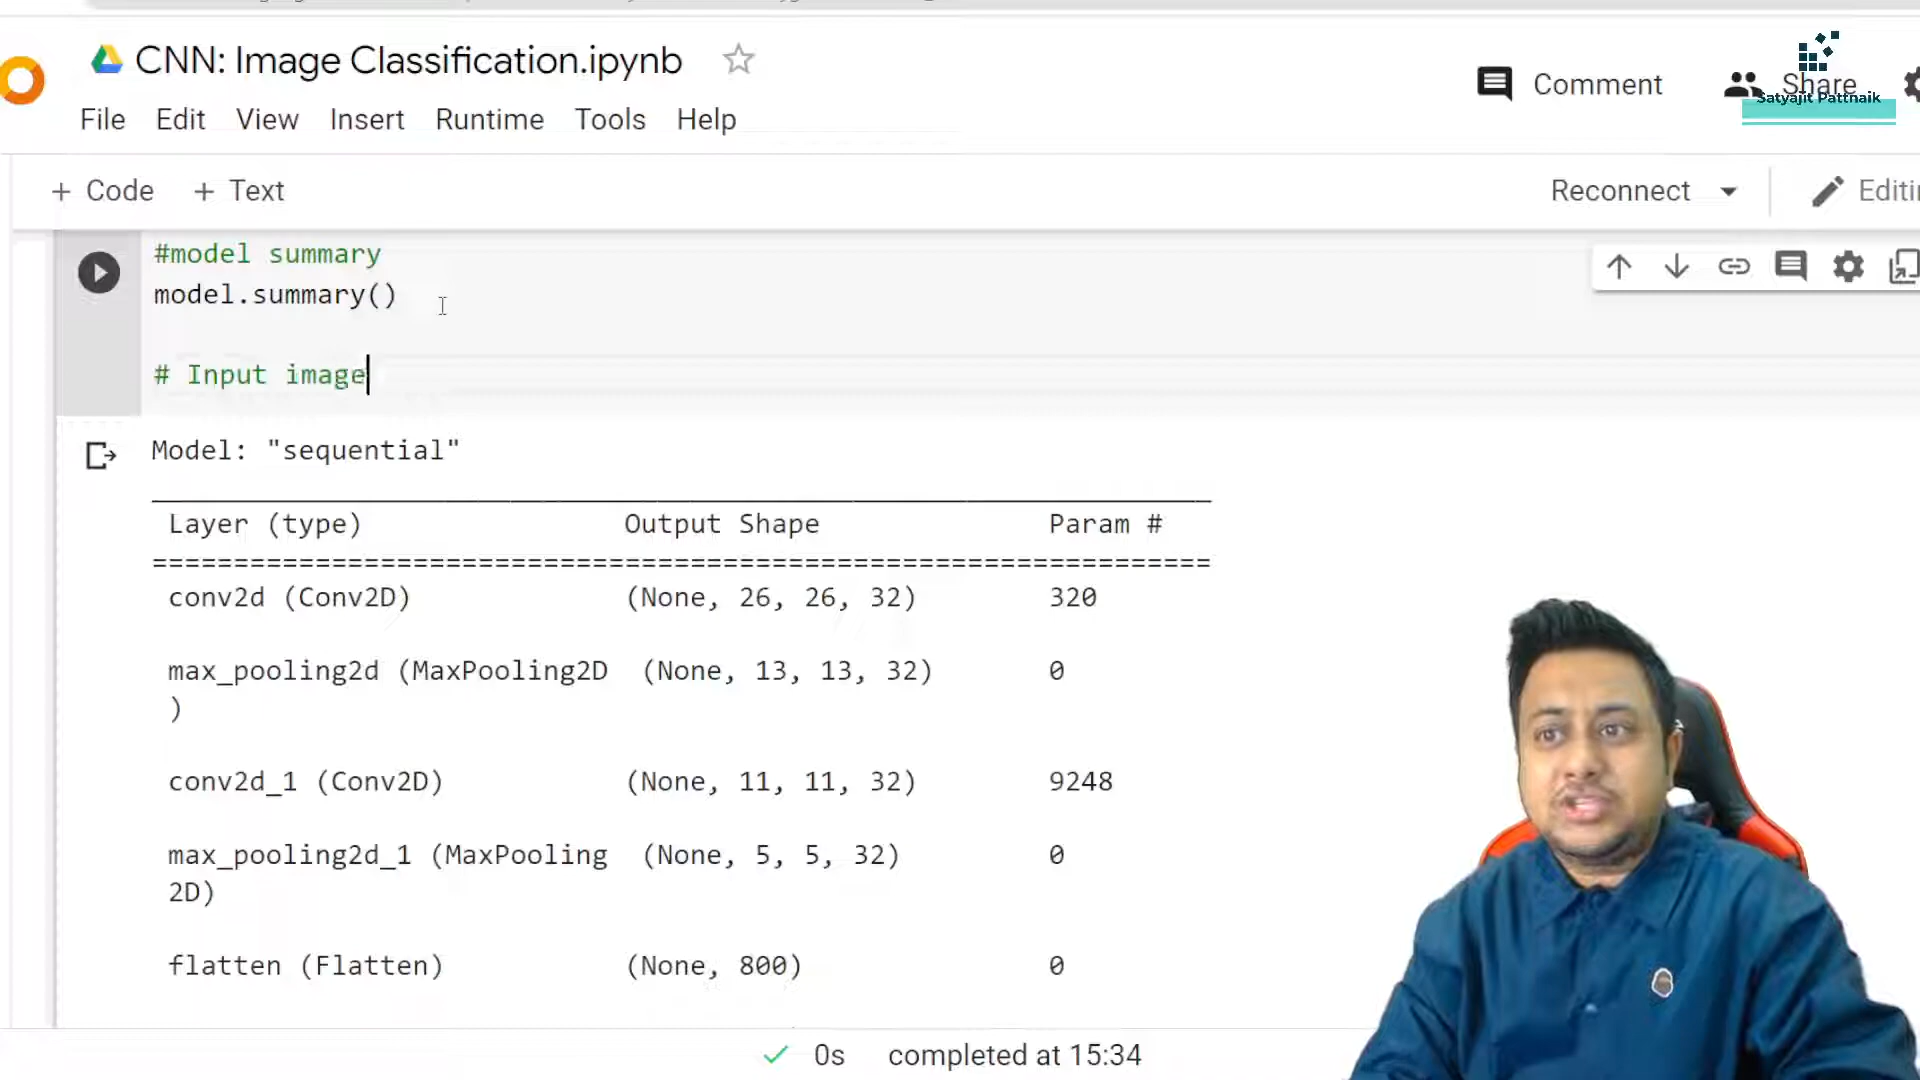 CNN: Image Classification.ipynb
Comment
Share
Satyajit Pattnaik
File Edit View Insert Runtime Tools Help
+ Code + Text
Reconnect
Editi
#model summary
model.summary()
# Input image
Model: "sequential"
Layer (type) Output Shape Param #
=================================================================
conv2d (Conv2D) (None, 26, 26, 32) 320
max_pooling2d (MaxPooling2D (None, 13, 13, 32) 0
)
conv2d_1 (Conv2D) (None, 11, 11, 32) 9248
max_pooling2d_1 (MaxPooling (None, 5, 5, 32) 0
2D)
flatten (Flatten) (None, 800) 0
0s completed at 15:34